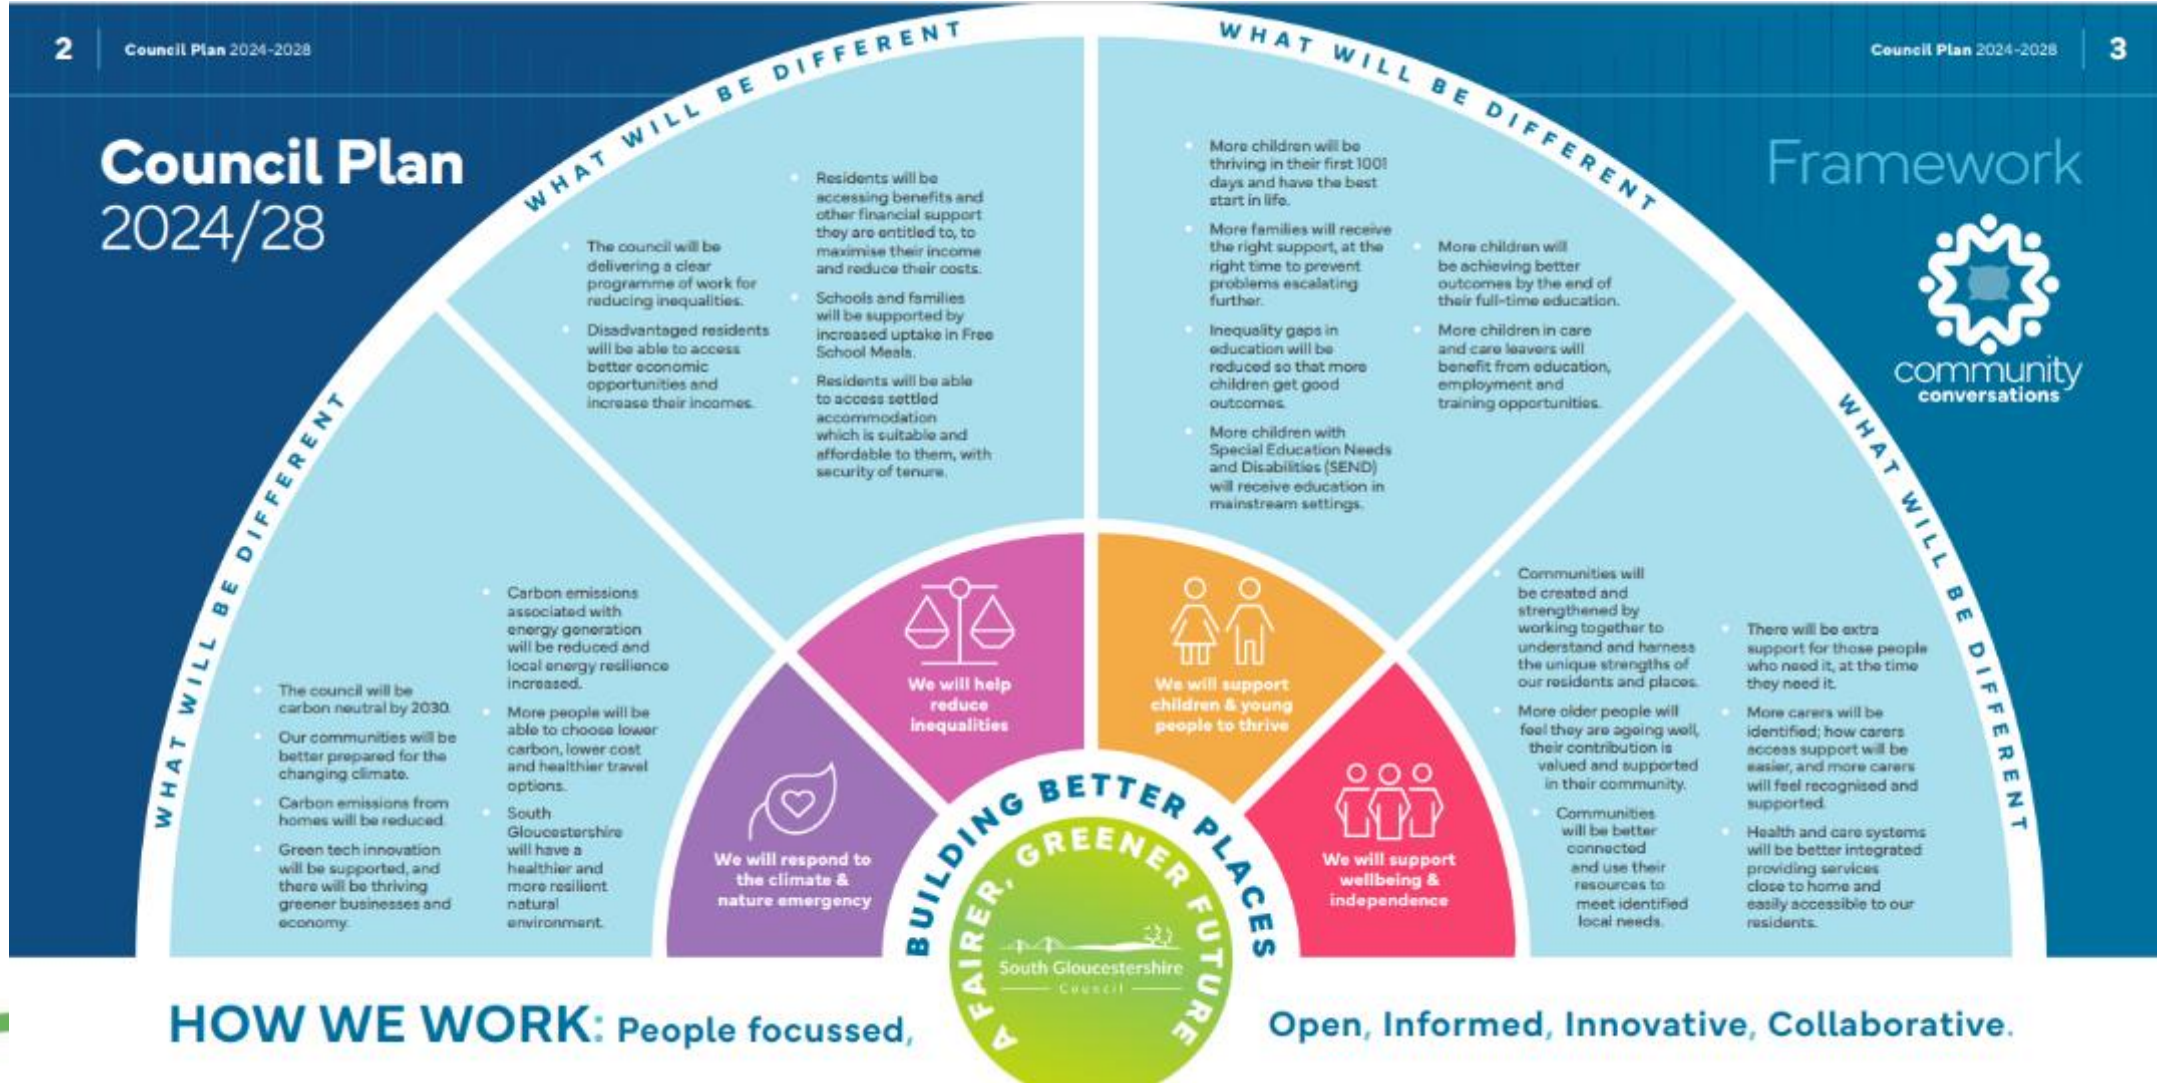 2
Council Plan 2024-2028
Council Plan 2024-2028
3
Council Plan
2024/28
Framework
community
conversations
WHAT WILL BE DIFFERENT
The council will be
carbon neutral by 2030.
Our communities will be
better prepared for the
changing climate.
Carbon emissions from
homes will be reduced.
Green tech innovation
will be supported, and
there will be thriving
greener businesses and
economy.
Carbon emissions
associated with
energy generation
will be reduced and
local energy resilience
increased.
More people will be
able to choose lower
carbon, lower cost
and healthier travel
options.
South
Gloucestershire
will have a
healthier and
more resilient
natural
environment.
WHAT WILL BE DIFFERENT
The council will be
delivering a clear
programme of work for
reducing inequalities.
Disadvantaged residents
will be able to access
better economic
opportunities and
increase their incomes.
Residents will be
accessing benefits and
other financial support
they are entitled to, to
maximise their income
and reduce their costs.
Schools and families
will be supported by
increased uptake in Free
School Meals.
Residents will be able
to access settled
accommodation
which is suitable and
affordable to them, with
security of tenure.
WHAT WILL BE DIFFERENT
More children will be
thriving in their first 1001
days and have the best
start in life.
More families will receive
the right support, at the
right time to prevent
problems escalating
further.
Inequality gaps in
education will be
reduced so that more
children get good
outcomes.
More children with
Special Education Needs
and Disabilities (SEND)
will receive education in
mainstream settings.
More children will
be achieving better
outcomes by the end of
their full-time education.
More children in care
and care leavers will
benefit from education,
employment and
training opportunities.
WHAT WILL BE DIFFERENT
Communities will
be created and
strengthened by
working together to
understand and harness
the unique strengths of
our residents and places.
More older people will
feel they are ageing well,
their contribution is
valued and supported
in their community.
Communities
will be better
connected
and use their
resources to
meet identified
local needs.
There will be extra
support for those people
who need it, at the time
they need it.
More carers will be
identified; how carers
access support will be
easier, and more carers
will feel recognised and
supported.
Health and care systems
will be better integrated
providing services
close to home and
easily accessible to our
residents.
We will respond to
the climate &
nature emergency
We will help
reduce
inequalities
We will support
children & young
people to thrive
We will support
wellbeing &
independence
BUILDING BETTER PLACES
A FAIRER, GREENER FUTURE
South Gloucestershire
Council
HOW WE WORK: People focussed,
Open, Informed, Innovative, Collaborative.